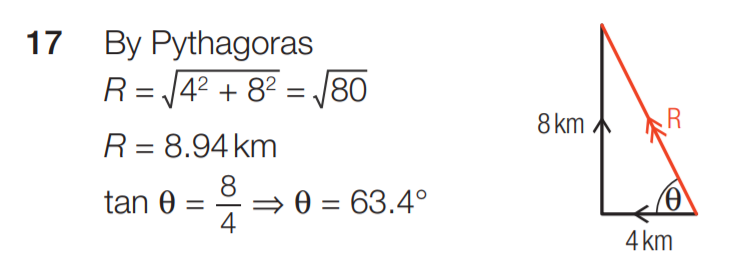 17 By Pythagoras
R = √(4² + 8²) = √80
R = 8.94 km
tan θ = 8/4 ⇒ θ = 63.4°
8 km
R
θ
4 km